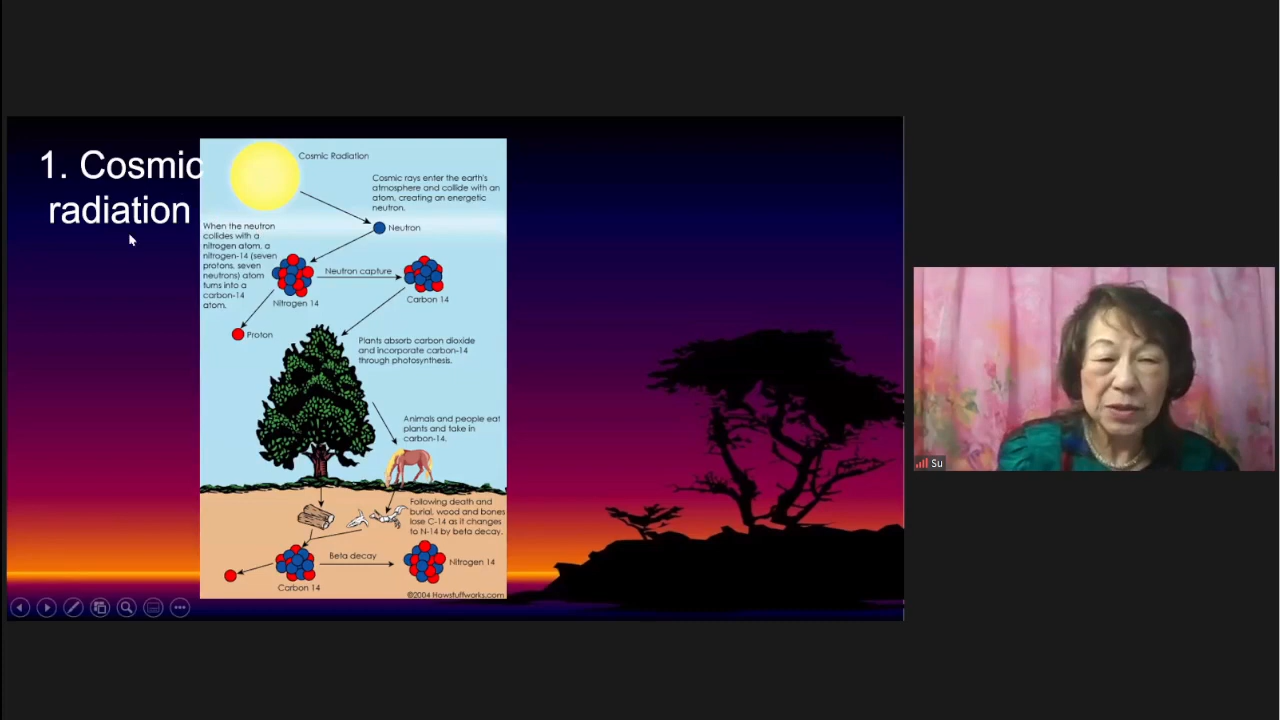 1. Cosmic
radiation
Cosmic Radiation
Cosmic rays enter the earth's
atmosphere and collide with an
atom, creating an energetic
neutron.
Neutron
When the neutron
collides with a
nitrogen atom, a
nitrogen-14 (seven
protons, seven
neutrons) atom
turns into a
carbon-14
atom.
Neutron capture
Nitrogen 14
Carbon 14
Proton
Plants absorb carbon dioxide
and incorporate carbon-14
through photosynthesis.
Animals and people eat
plants and take in
carbon-14.
Following death and
burial, wood and bones
lose C-14 as it changes
to N-14 by beta decay.
Beta decay
Nitrogen 14
Carbon 14
©2004 Howstuffworks.com
Su